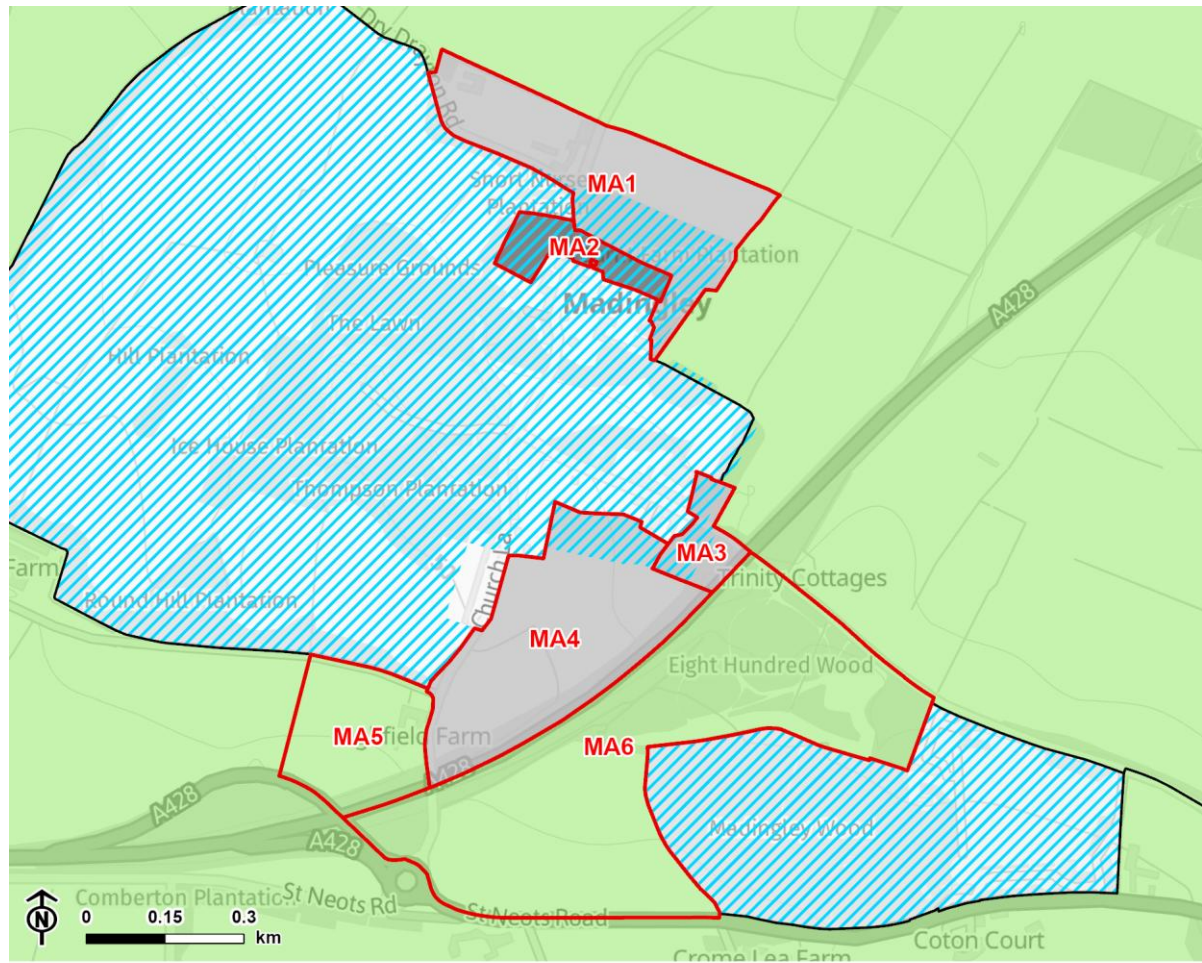 Plantation
Dry Drayton Rd
MA1
Plantation
MA2
Farm Plantation
Pleasure Grounds
Madingley
The Lawn
Hill Plantation
A428
Ice House Plantation
Thompson Plantation
Church La
MA3
Farm
Trinity Cottages
Round Hill Plantation
MA4
Eight Hundred Wood
MA5
field Farm
MA6
A428
A428
A428
Madingley Wood
N
0 0.15 0.3
km
St Neots Rd
St Neots Road
Coton Court
Crome Lea Farm